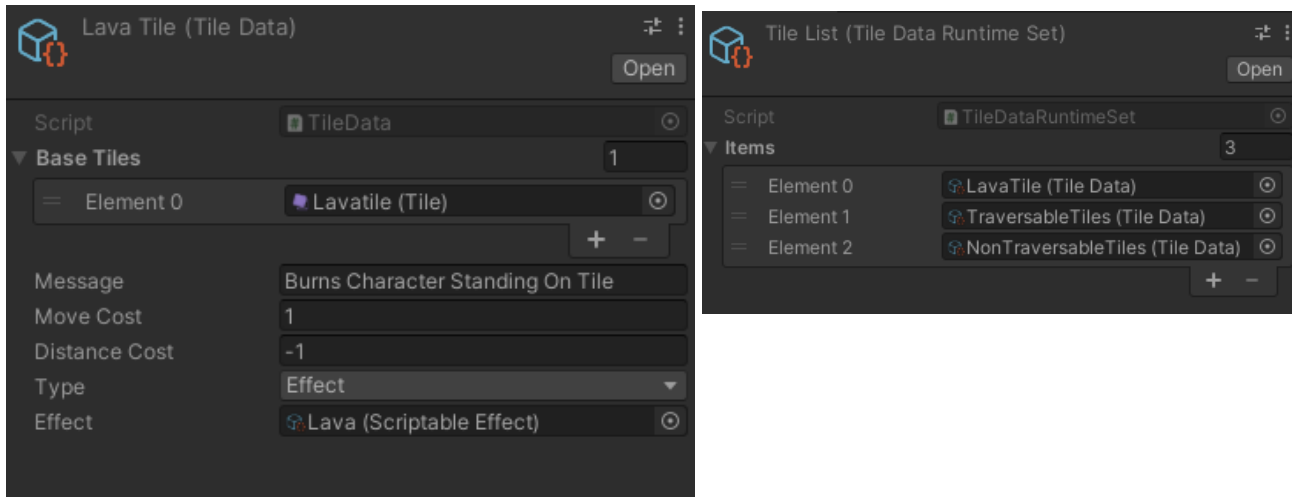 Lava Tile (Tile Data)
Open
Script TileData
Base Tiles 1
Element 0 Lavatile (Tile)
Message Burns Character Standing On Tile
Move Cost 1
Distance Cost -1
Type Effect
Effect Lava (Scriptable Effect)
Tile List (Tile Data Runtime Set)
Open
Script TileDataRuntimeSet
Items 3
Element 0 LavaTile (Tile Data)
Element 1 TraversableTiles (Tile Data)
Element 2 NonTraversableTiles (Tile Data)